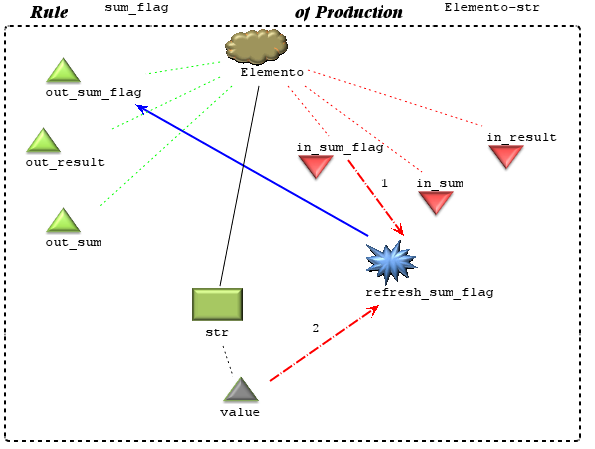 Rule sum_flag of Production Elemento-str
Elemento
out_sum_flag
in_result
in_sum_flag
out_result
1
in_sum
out_sum
refresh_sum_flag
str
2
value